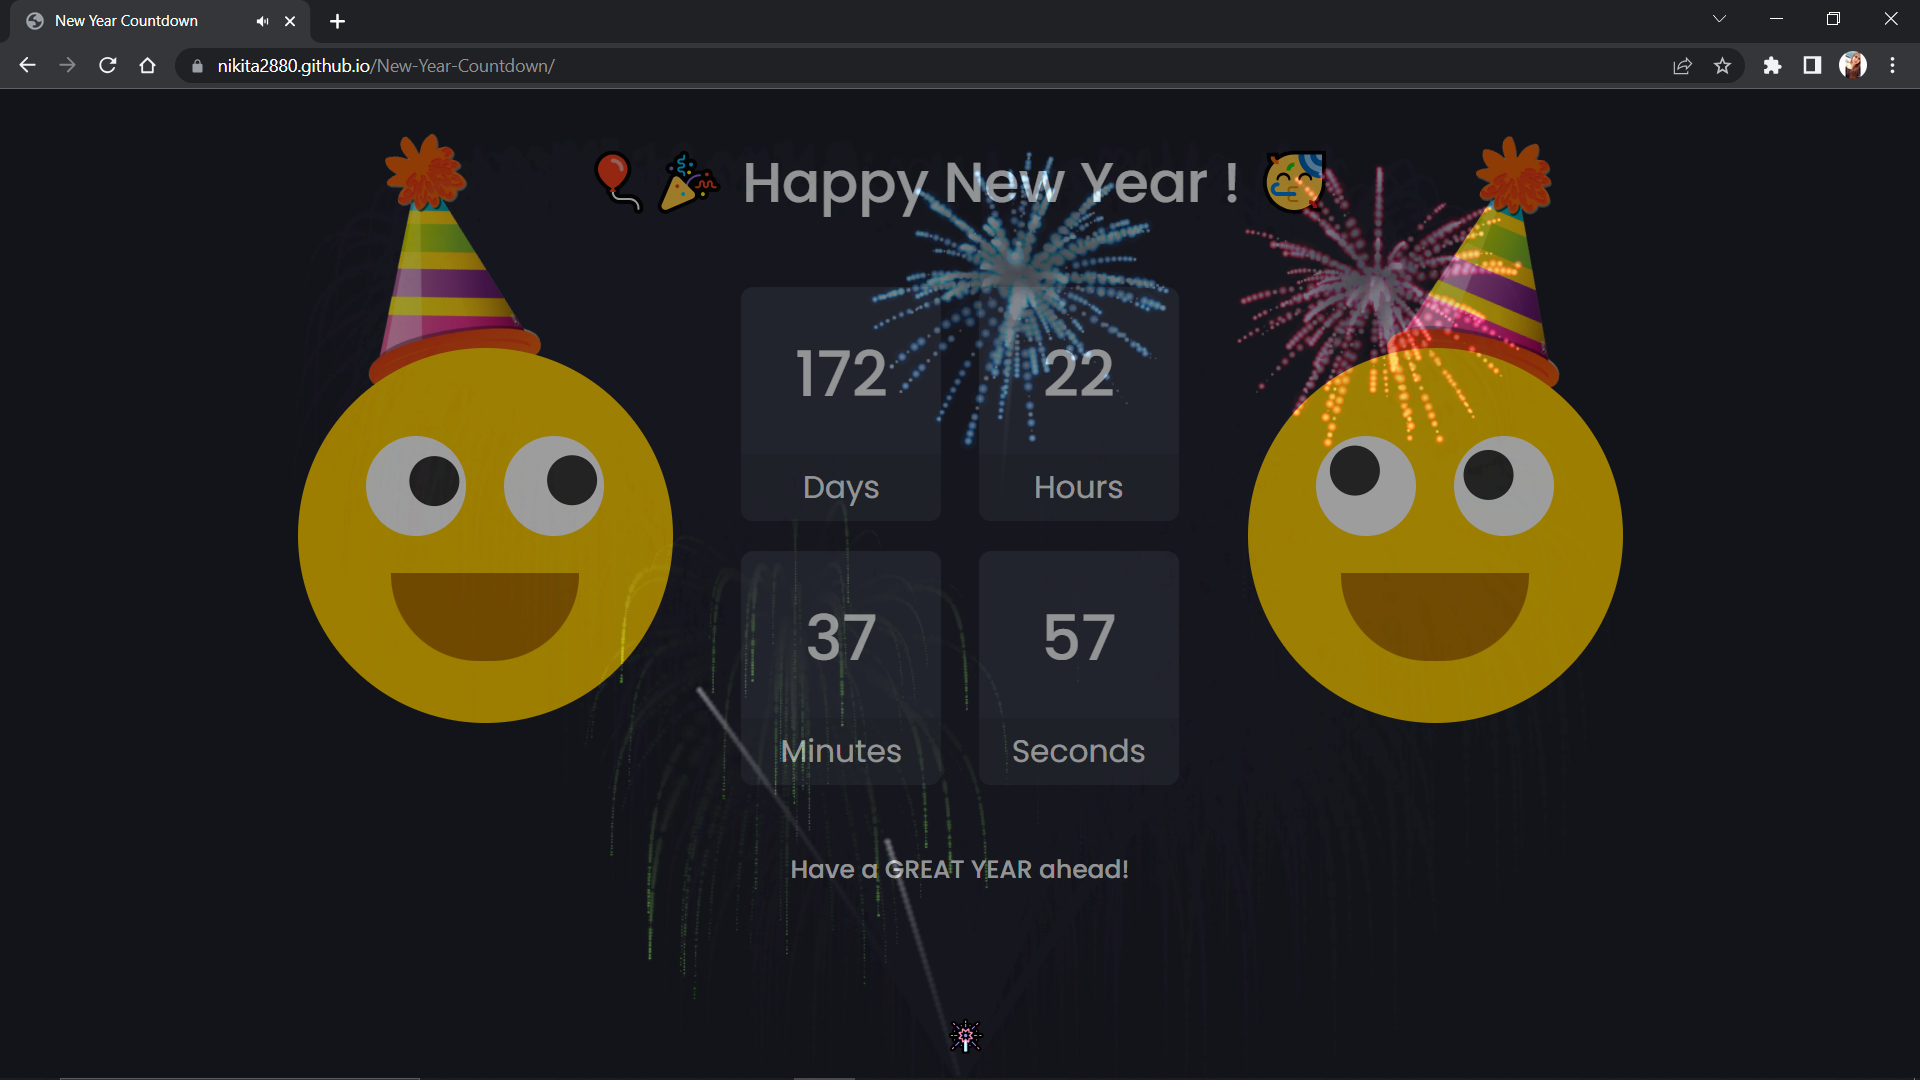 New Year Countdown
nikita2880.github.io/New-Year-Countdown/
Happy New Year !
172 22
Days Hours
37 57
Minutes Seconds
Have a GREAT YEAR ahead!